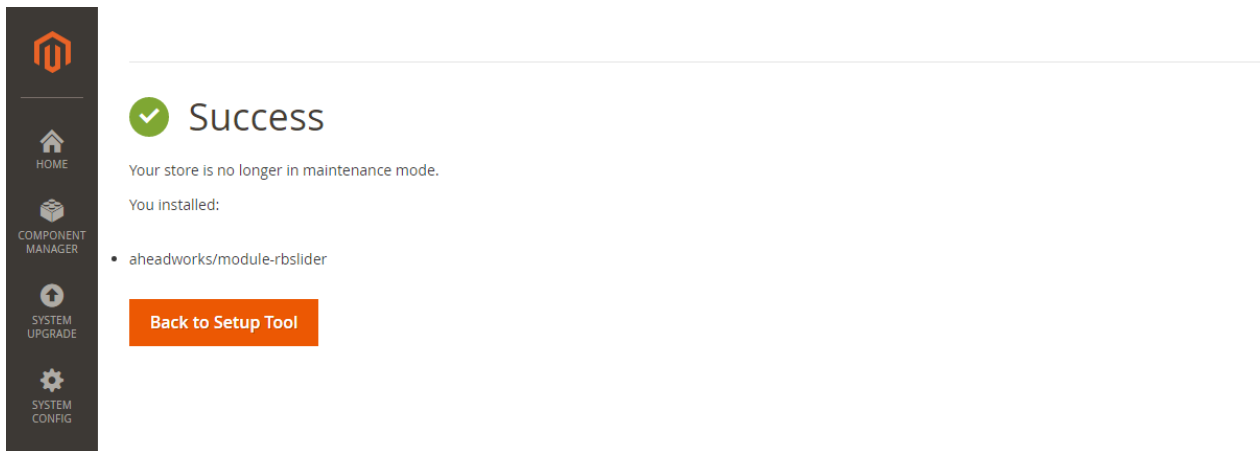 HOME
COMPONENT
MANAGER
SYSTEM
UPGRADE
SYSTEM
CONFIG
Success
Your store is no longer in maintenance mode.
You installed:
• aheadworks/module-rbslider
Back to Setup Tool